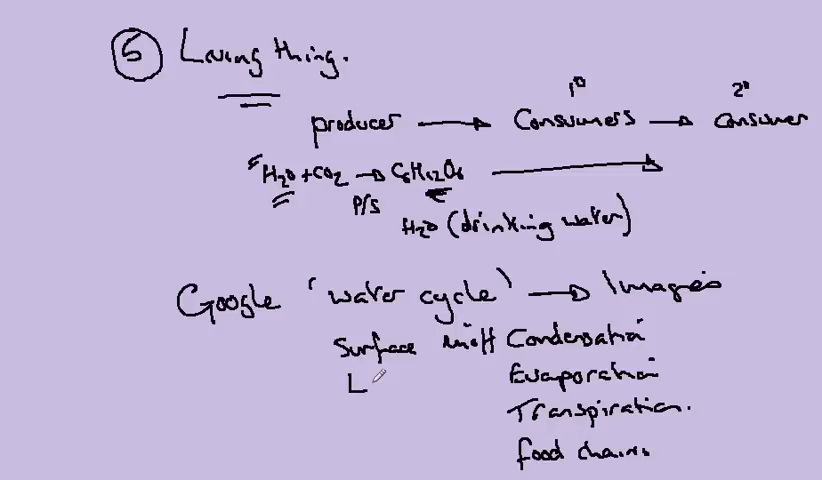 5 Living thing.
1° 2°
producer → Consumers → Consumer
H₂O + CO₂ → C₆H₁₂O₆ →
P/S
H₂O (drinking water)
Google 'water cycle' → Images
Surface runoff Condensation
L Evaporation
Transpiration.
food chains.